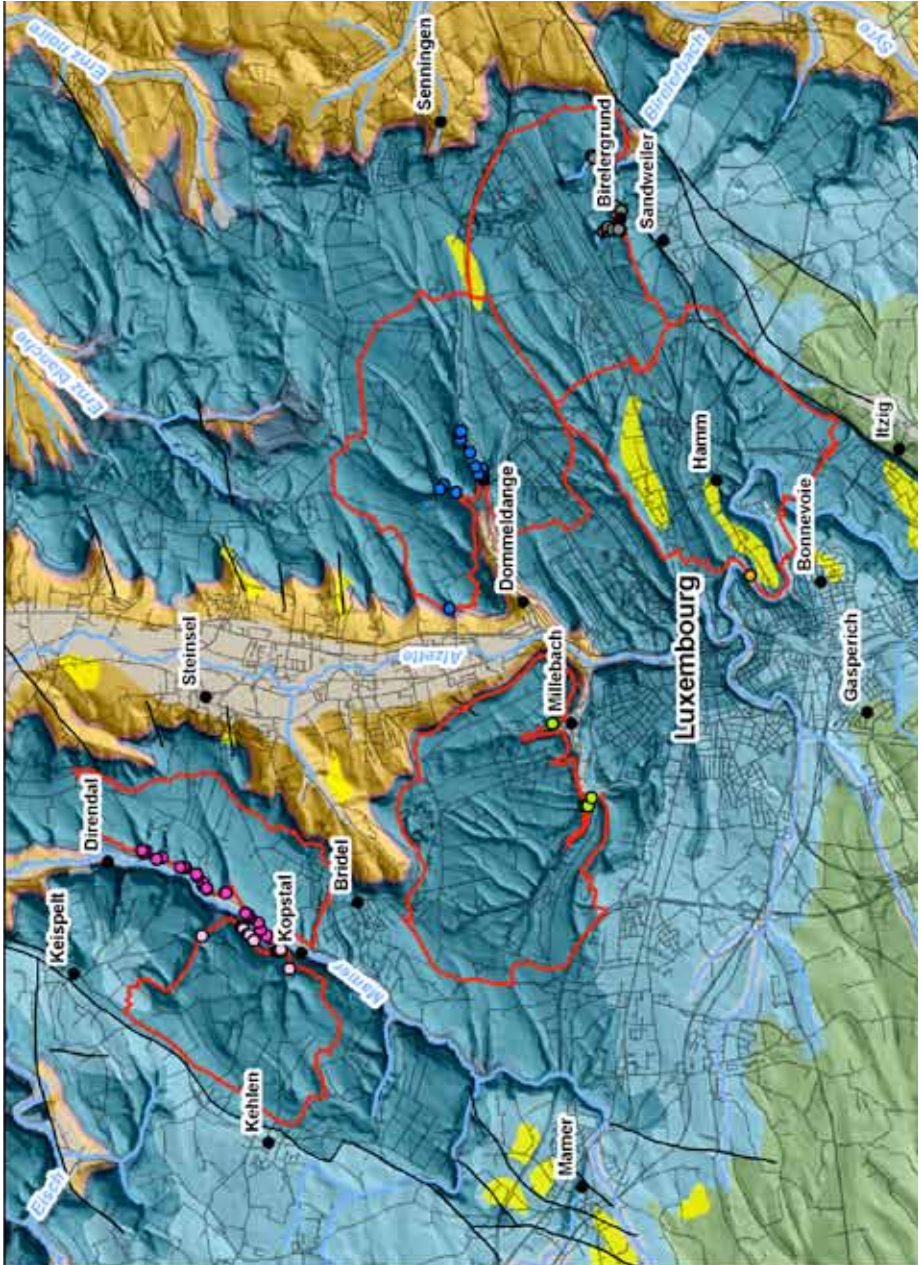 Elsch
Keispelt
Direndal
Kehlen
Kopstal
Mamer
Bridel
Steinsel
Alzette
Ernz blanche
Ernz noire
Senningen
Mamer
Millebach
Dommeldange
Luxembourg
Hamm
Bonnevoie
Gasperich
Itzig
Birelergrund
Sandweiler
Birelerbach
Syre